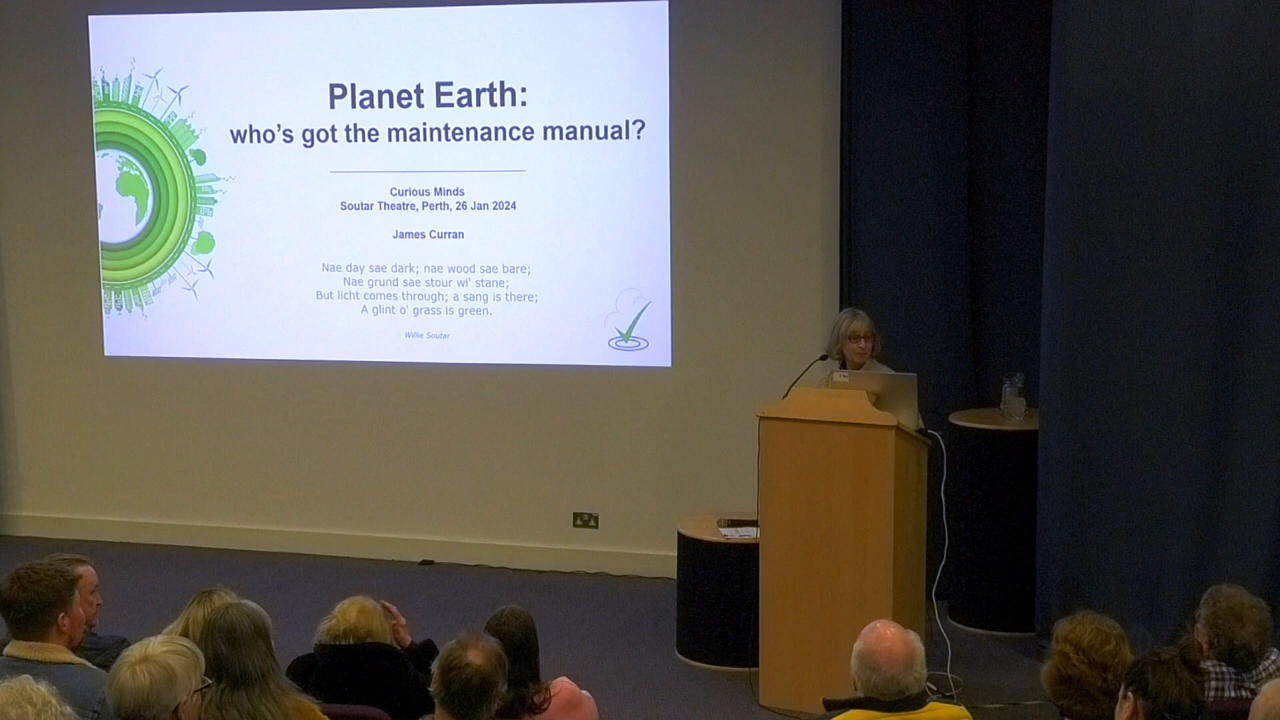 Planet Earth:
who's got the maintenance manual?
Curious Minds
Soutar Theatre, Perth, 26 Jan 2024
James Curran
Nae day sae dark; nae wood sae bare;
Nae grund sae stour wi' stane;
But licht comes through; a sang is there;
A glint o' grass is green.
Willie Soutar